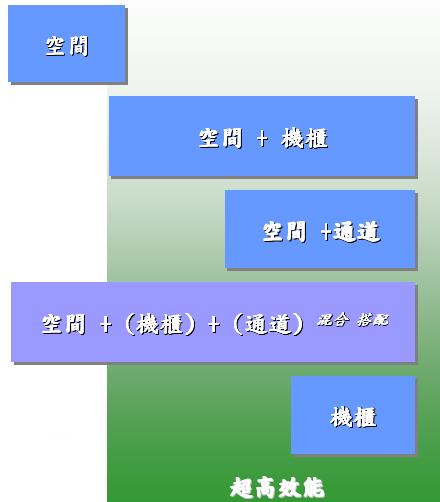 空間
空間 + 機櫃
空間 +通道
空間 + (機櫃) + (通道) 混合 搭配
機櫃
超高效能